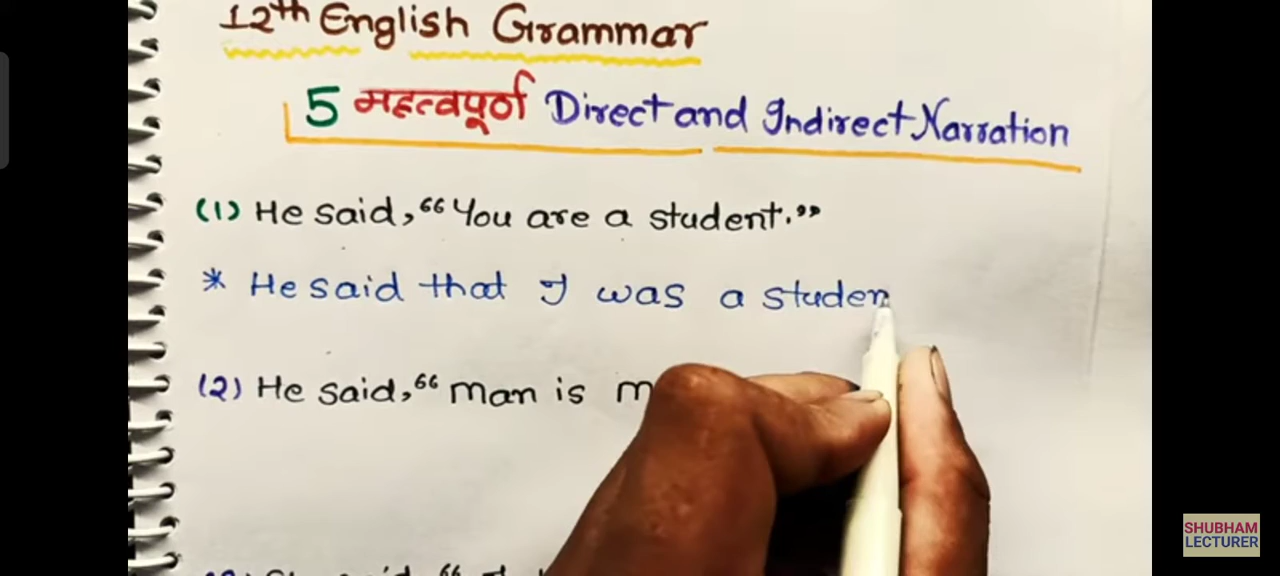 12th English Grammar
5 महत्वपूर्ण Direct and Indirect Narration
(1) He said, “You are a student.”
* He said that I was a studen
(2) He said, “Man is m
SHUBHAM
LECTURER